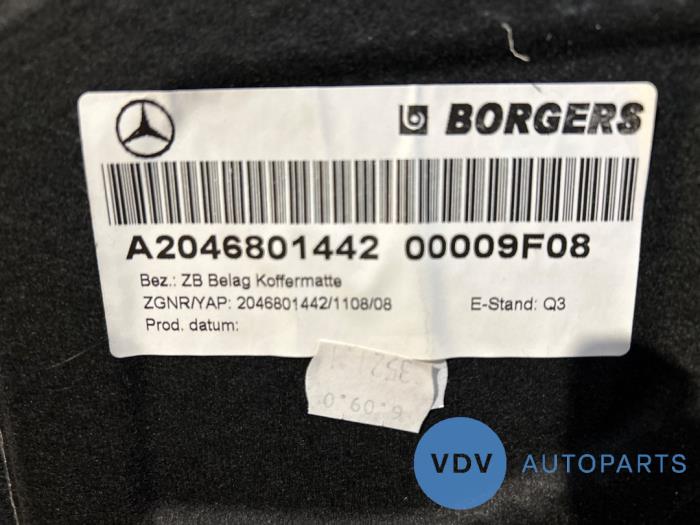 BORGERS
A2046801442 00009F08
Bez.: ZB Belag Koffermatte
ZGNR/YAP: 2046801442/1108/08 E-Stand: Q3
Prod. datum:
VDV AUTOPARTS